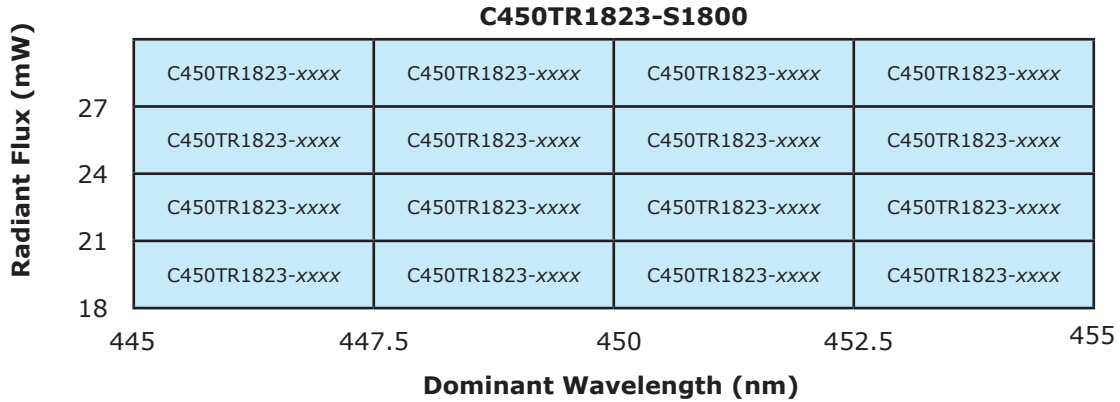 C450TR1823-S1800
Radiant Flux (mW)
C450TR1823-xxxx C450TR1823-xxxx C450TR1823-xxxx C450TR1823-xxxx
27
C450TR1823-xxxx C450TR1823-xxxx C450TR1823-xxxx C450TR1823-xxxx
24
C450TR1823-xxxx C450TR1823-xxxx C450TR1823-xxxx C450TR1823-xxxx
21
C450TR1823-xxxx C450TR1823-xxxx C450TR1823-xxxx C450TR1823-xxxx
18
445 447.5 450 452.5 455
Dominant Wavelength (nm)